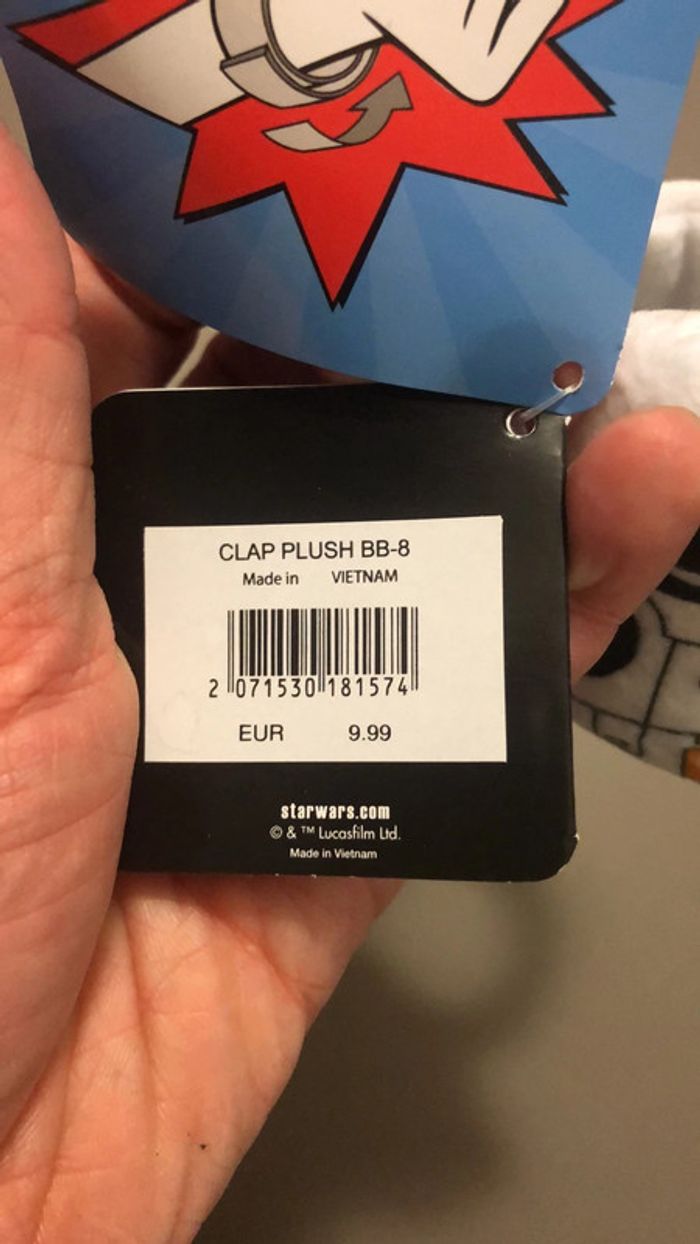 CLAP PLUSH BB-8
Made in VIETNAM
2 071530 181574
EUR 9.99
starwars.com
© & ™ Lucasfilm Ltd.
Made in Vietnam